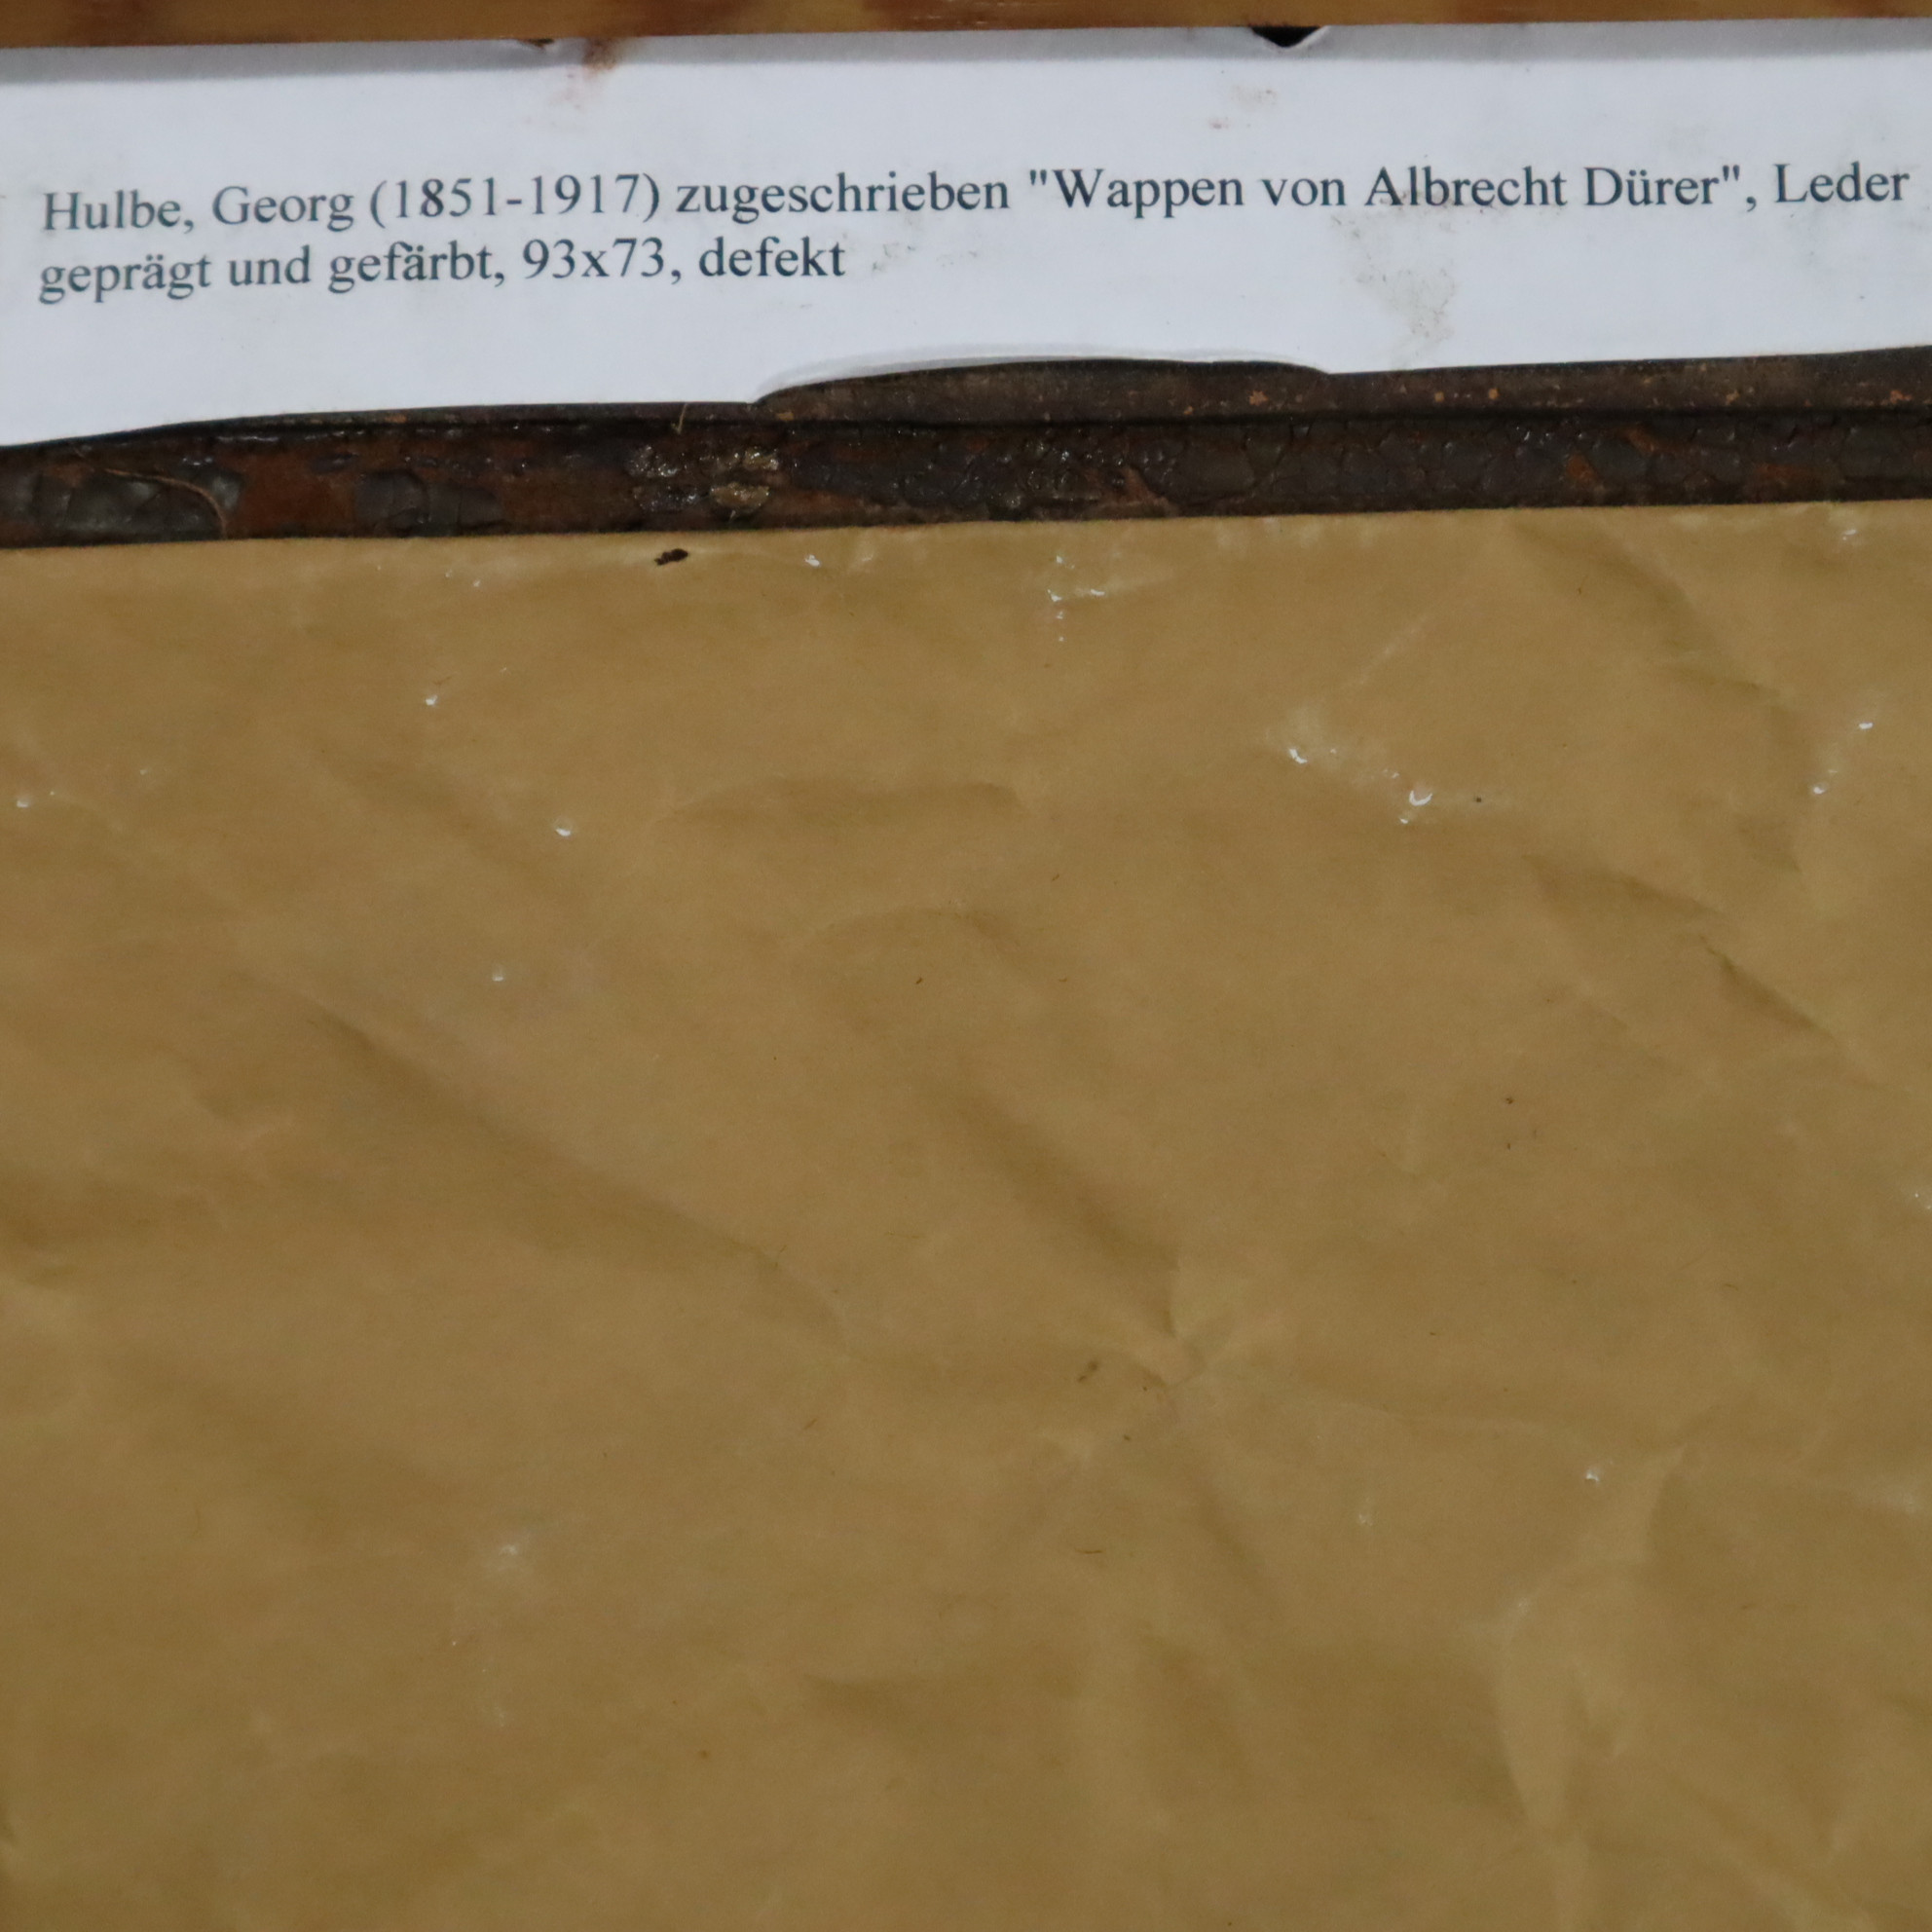 Hulbe, Georg (1851-1917) zugeschrieben "Wappen von Albrecht Dürer", Leder
geprägt und gefärbt, 93x73, defekt